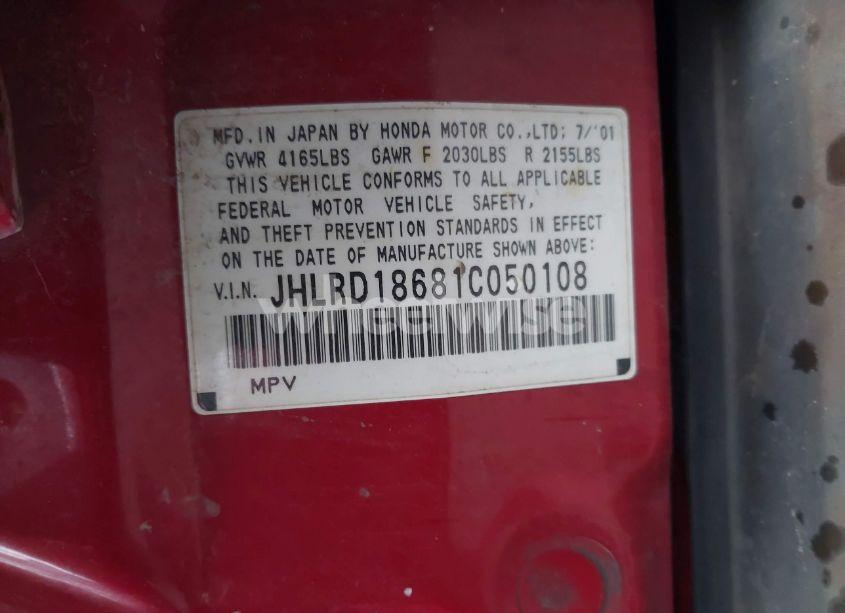 MFD. IN JAPAN BY HONDA MOTOR CO.,LTD; 7/'01
GVWR 4165LBS GAWR F 2030LBS R 2155LBS
THIS VEHICLE CONFORMS TO ALL APPLICABLE
FEDERAL MOTOR VEHICLE SAFETY,
AND THEFT PREVENTION STANDARDS IN EFFECT
ON THE DATE OF MANUFACTURE SHOWN ABOVE:
V.I.N. JHLRD18681C050108
wheelwise
MPV